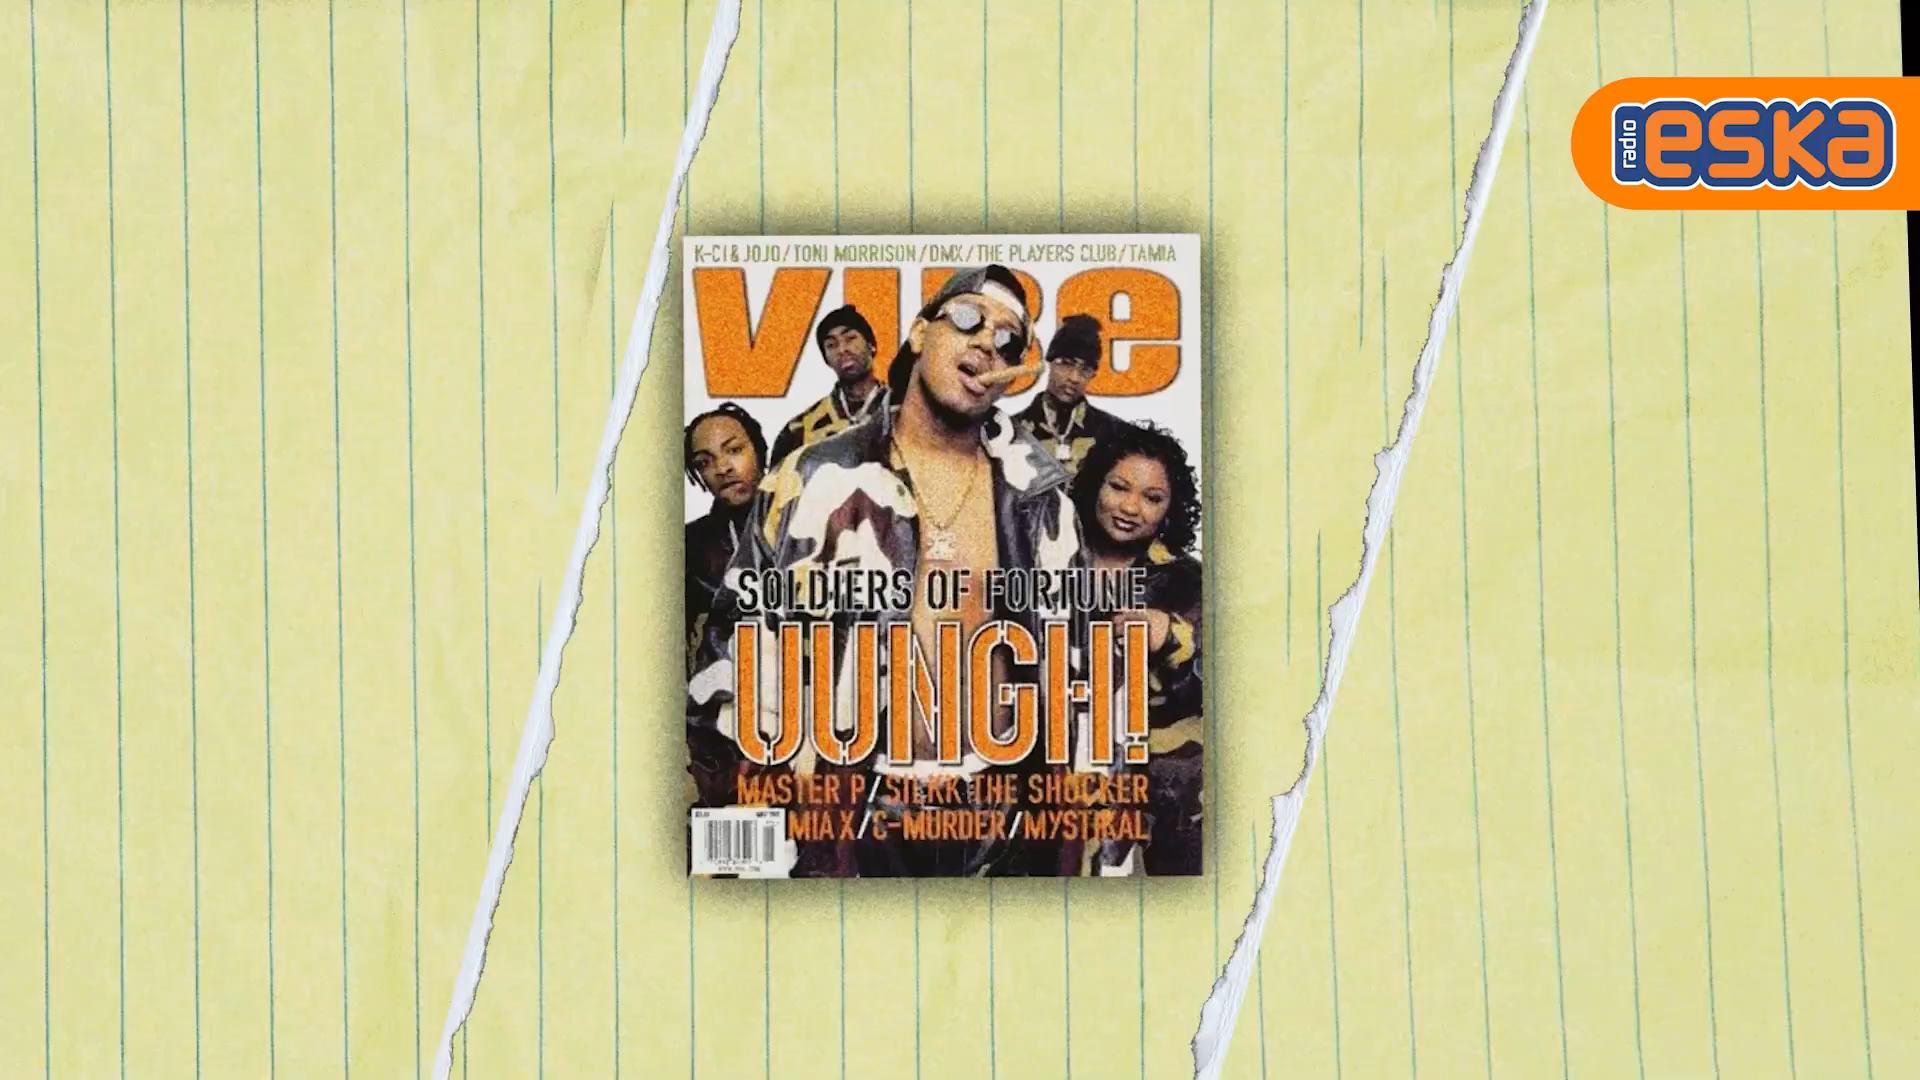 radio eska
K-CI & JOJO/TONI MORRISON/DMX/THE PLAYERS CLUB/TAMIA
VIBE
SOLDIERS OF FORTUNE
UUNGH!
MASTER P/SILKK THE SHOCKER
MIA X/C-MURDER/MYSTIKAL